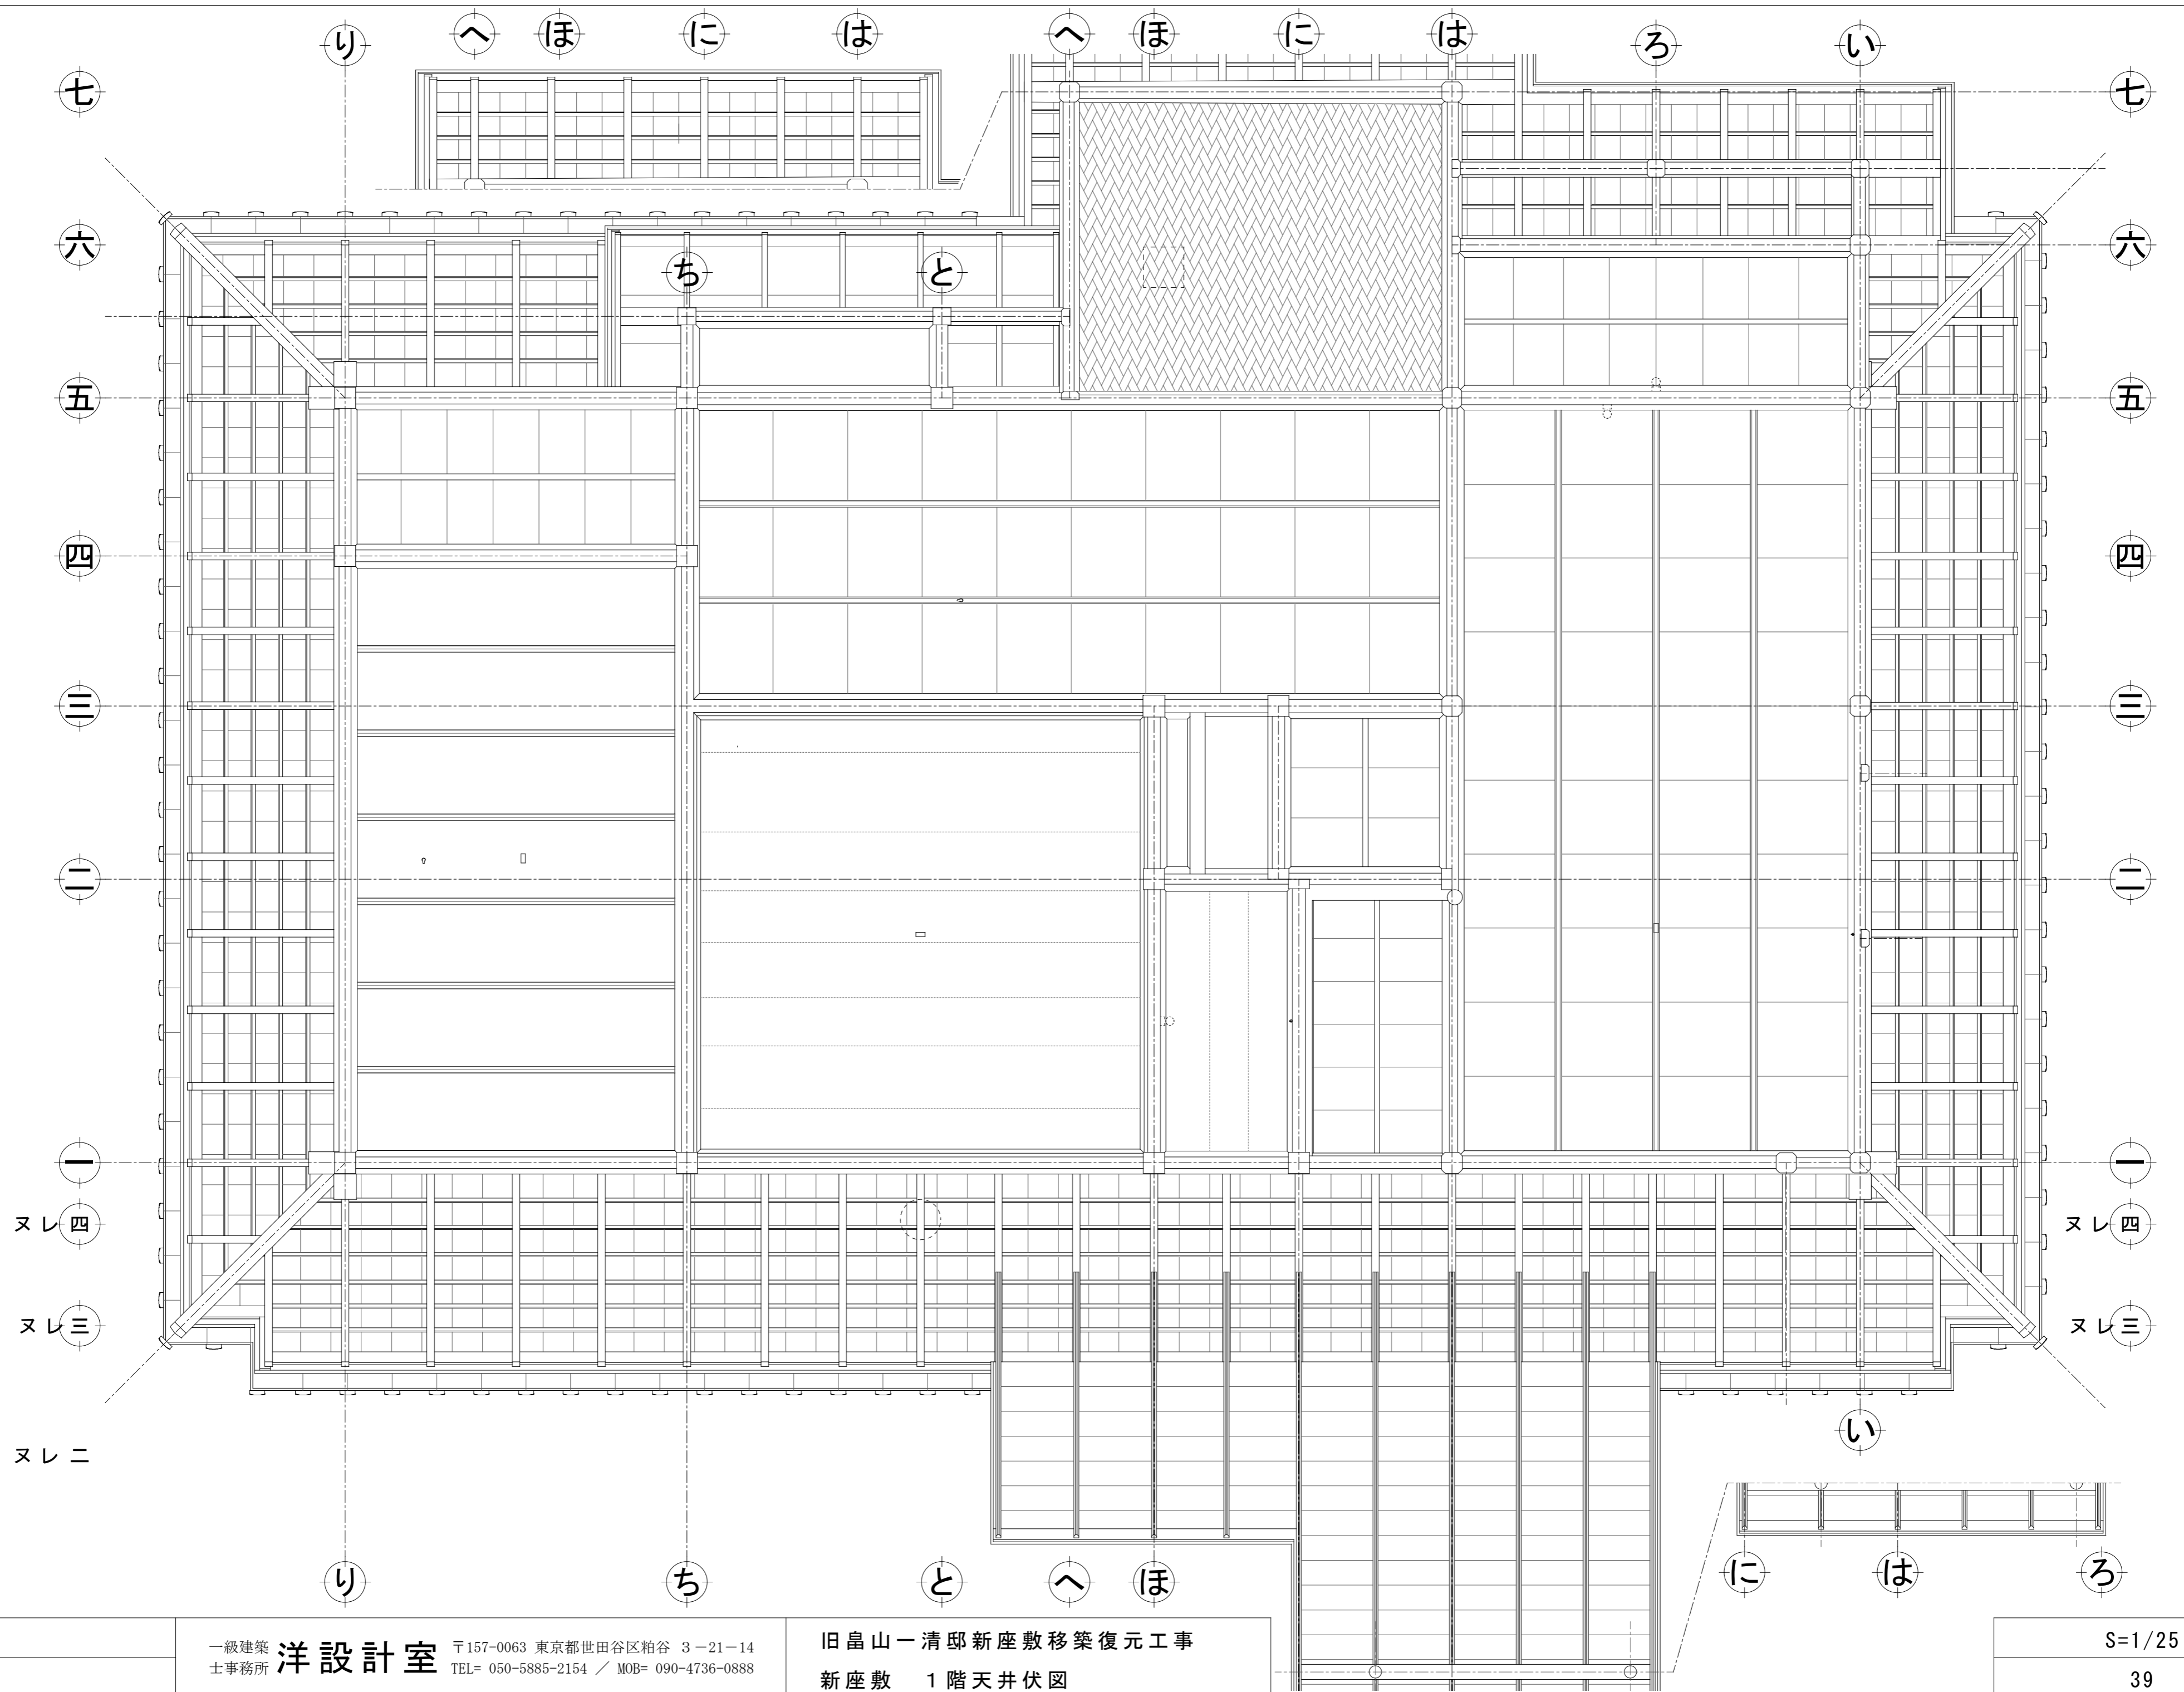 り へ ほ に は へ ほ に は ろ い
七 七
六 六
ち と
五 五
四 四
三 三
二 二
一 一
ヌレ四 ヌレ四
ヌレ三 ヌレ三
い
ヌレ二
り ち と へ ほ に は ろ
一級建築士事務所 洋設計室
〒157-0063 東京都世田谷区粕谷 3-21-14
TEL= 050-5885-2154 / MOB= 090-4736-0888
旧畠山一清邸新座敷移築復元工事
新座敷 1階天井伏図
S=1/25
39